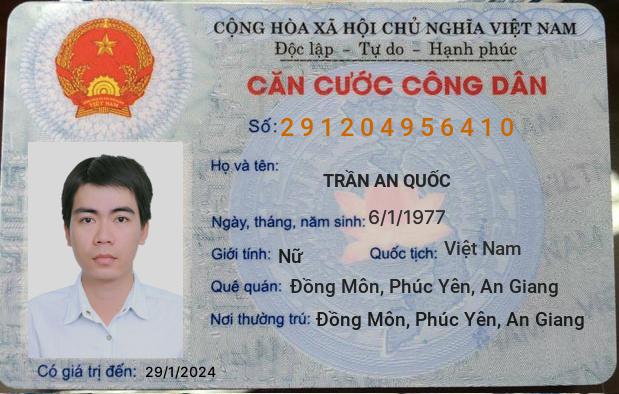 CỘNG HÒA XÃ HỘI CHỦ NGHĨA VIỆT NAM
Độc lập - Tự do - Hạnh phúc
CĂN CƯỚC CÔNG DÂN
Số: 291204956410
Họ và tên:
TRẦN AN QUỐC
Ngày, tháng, năm sinh: 6/1/1977
Giới tính: Nữ Quốc tịch: Việt Nam
Quê quán: Đồng Môn, Phúc Yên, An Giang
Nơi thường trú: Đồng Môn, Phúc Yên, An Giang
Có giá trị đến: 29/1/2024
VIỆT NAM